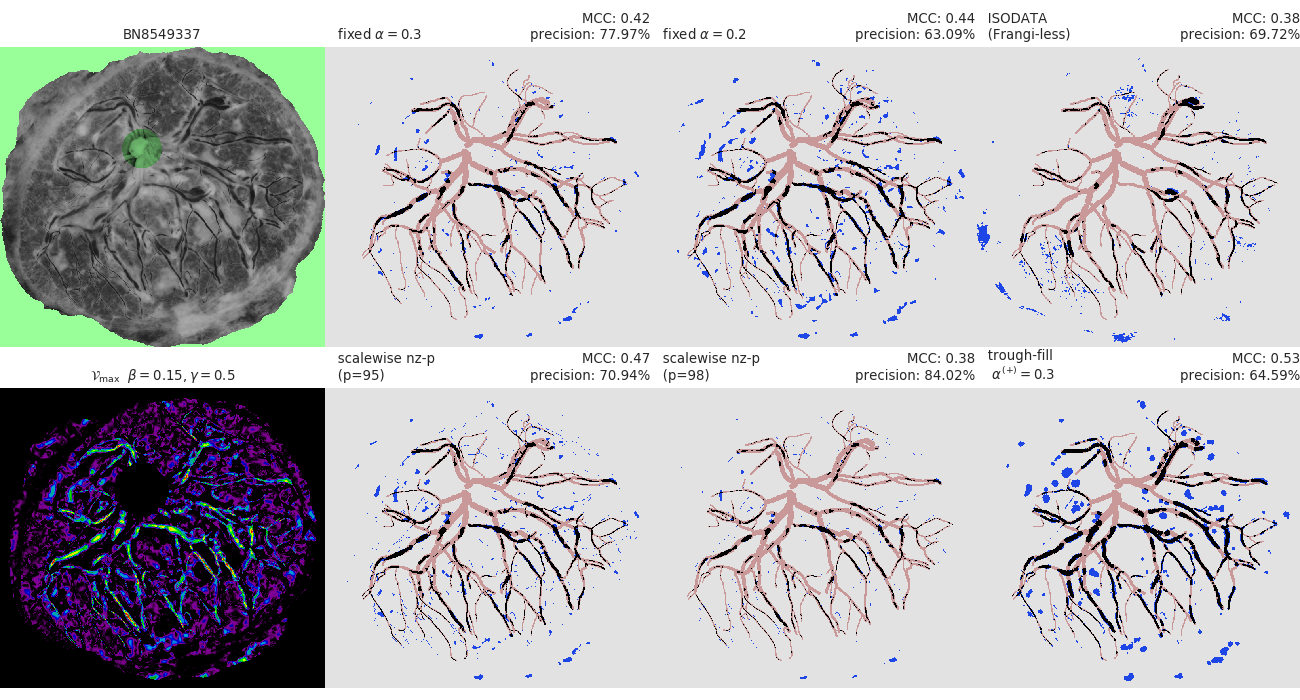 BN8549337
fixed α = 0.3
MCC: 0.42
precision: 77.97%
fixed α = 0.2
MCC: 0.44
precision: 63.09%
ISODATA
(Frangi-less)
MCC: 0.38
precision: 69.72%
𝒱max β = 0.15, γ = 0.5
scalewise nz-p
(p=95)
MCC: 0.47
precision: 70.94%
scalewise nz-p
(p=98)
MCC: 0.38
precision: 84.02%
trough-fill
α(+) = 0.3
MCC: 0.53
precision: 64.59%